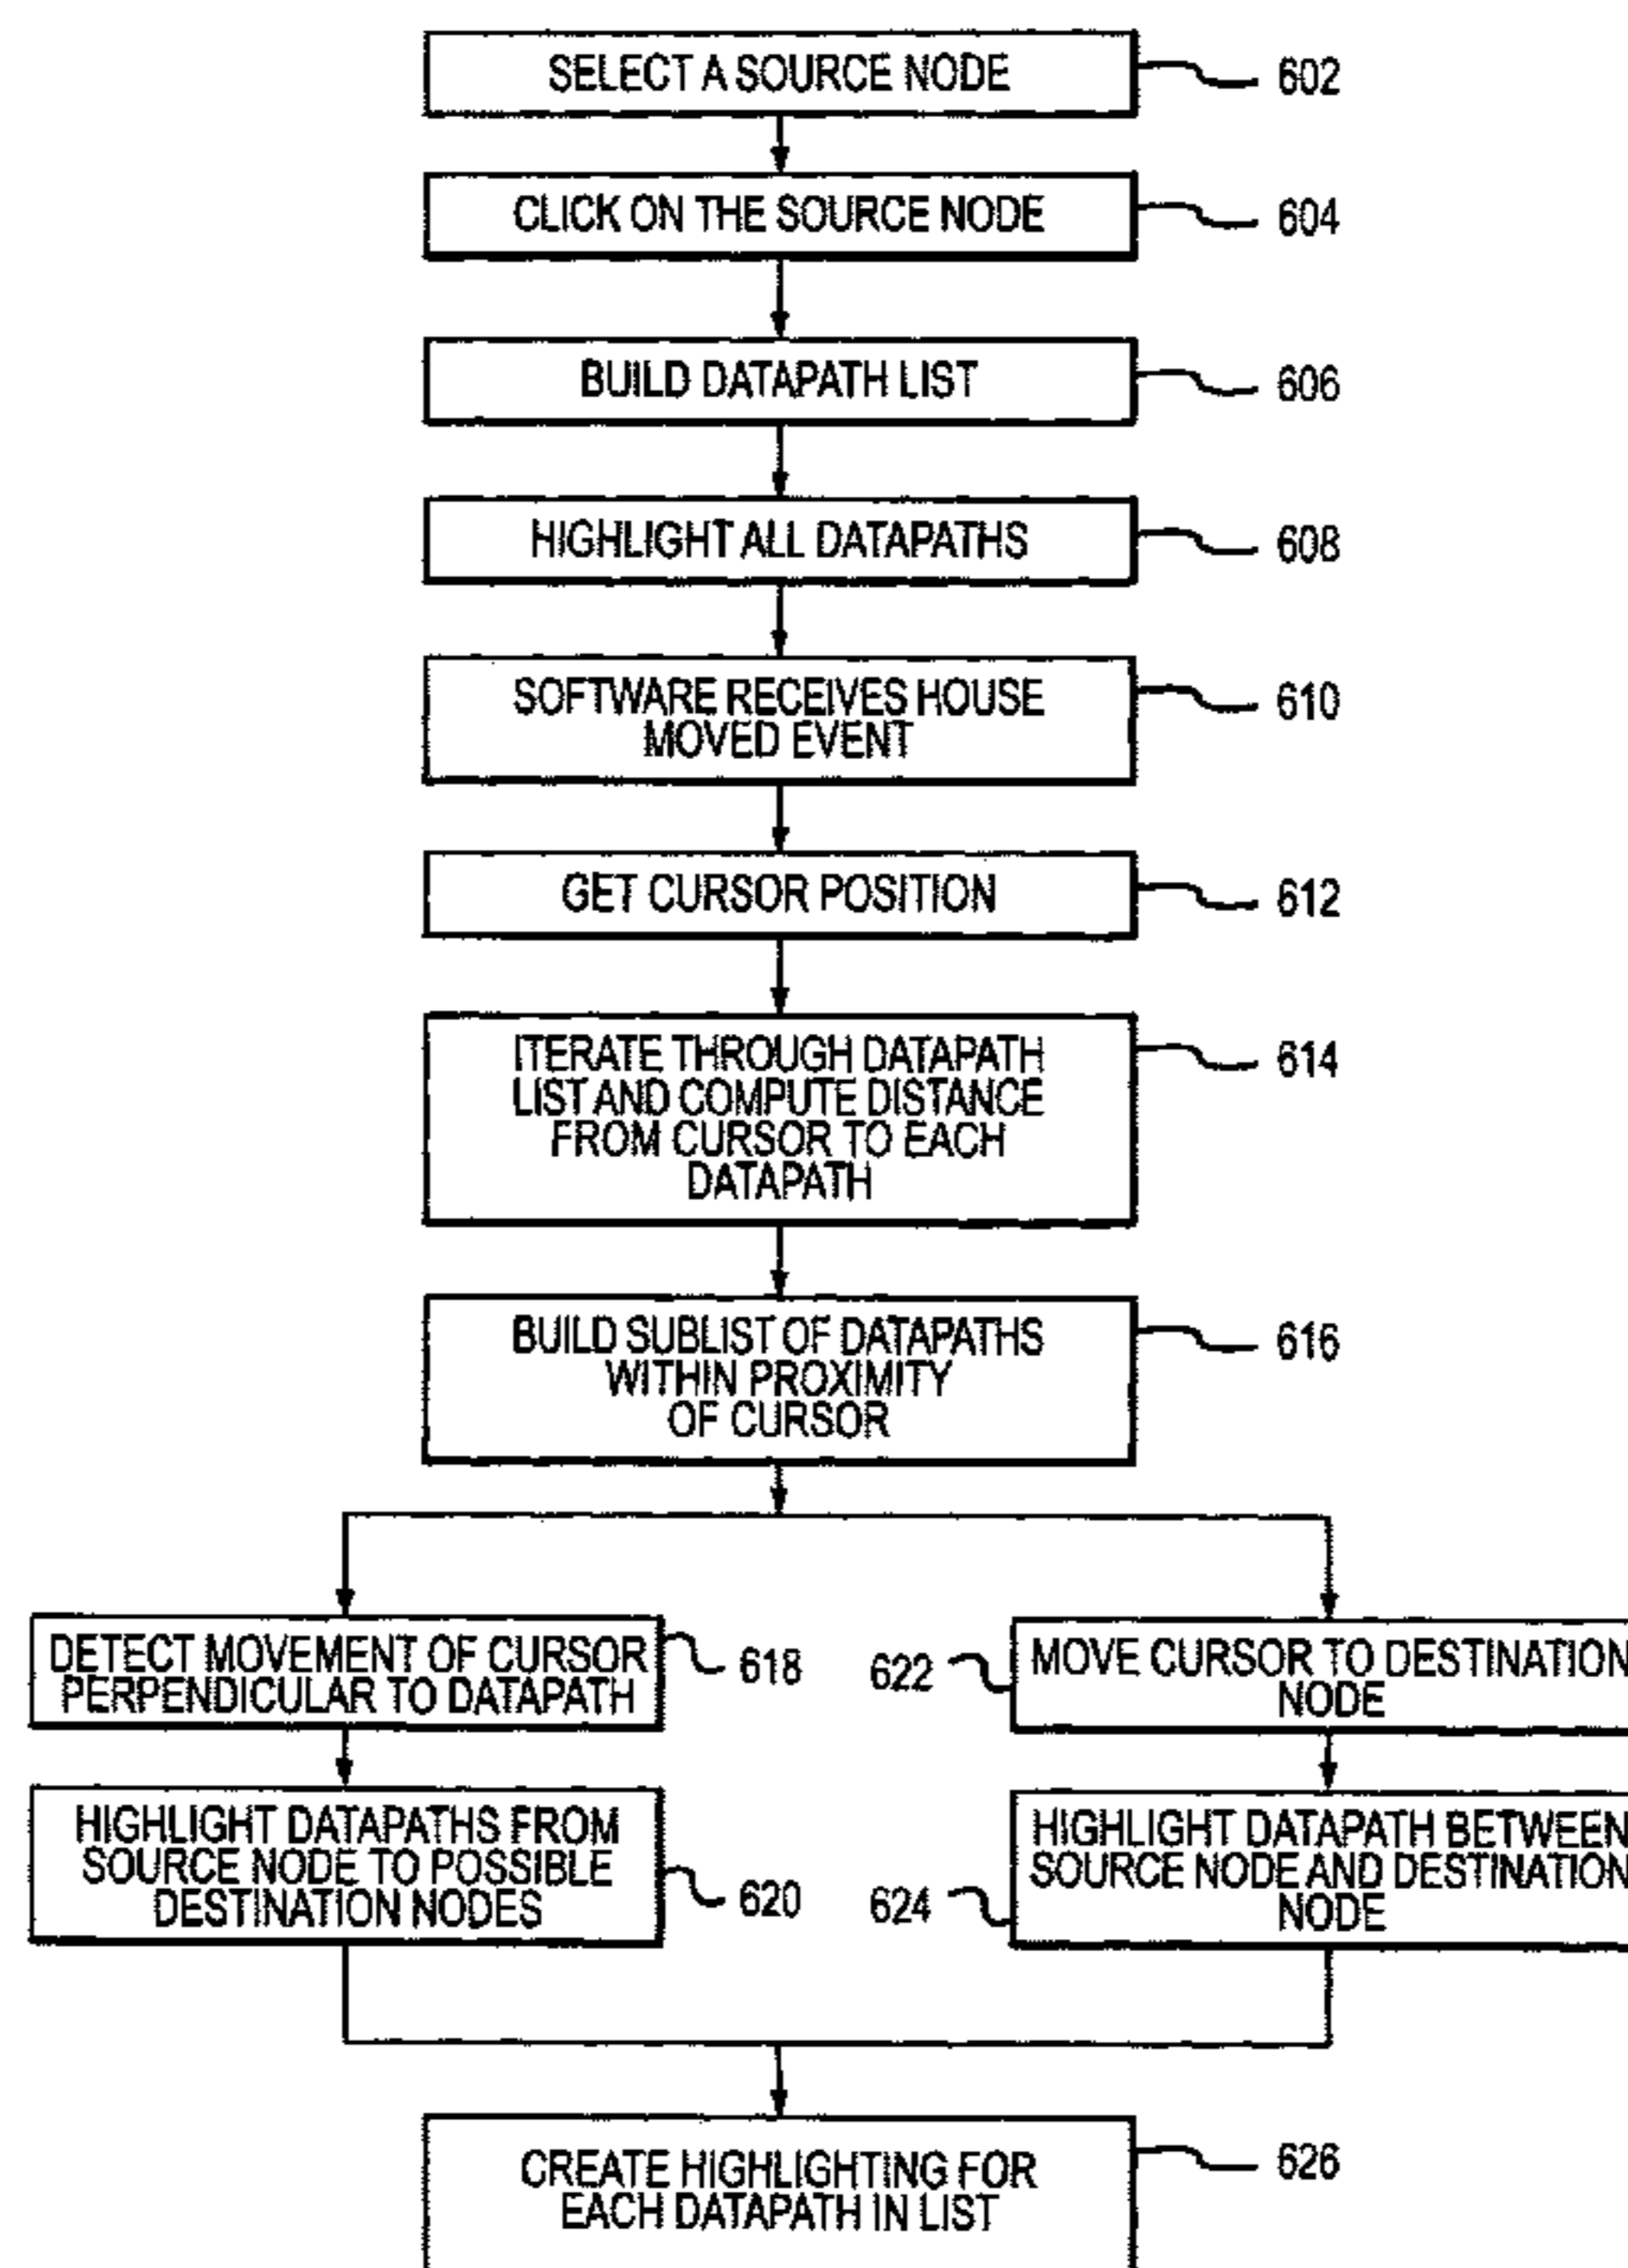 SELECT A SOURCE NODE
602
CLICK ON THE SOURCE NODE
604
BUILD DATAPATH LIST
606
HIGHLIGHT ALL DATAPATHS
608
SOFTWARE RECEIVES HOUSE
MOVED EVENT
610
GET CURSOR POSITION
612
ITERATE THROUGH DATAPATH
LIST AND COMPUTE DISTANCE
FROM CURSOR TO EACH
DATAPATH
614
BUILD SUBLIST OF DATAPATHS
WITHIN PROXIMITY
OF CURSOR
616
DETECT MOVEMENT OF CURSOR
PERPENDICULAR TO DATAPATH
618
622
MOVE CURSOR TO DESTINATION
NODE
HIGHLIGHT DATAPATHS FROM
SOURCE NODE TO POSSIBLE
DESTINATION NODES
620
624
HIGHLIGHT DATAPATH BETWEEN
SOURCE NODE AND DESTINATION
NODE
CREATE HIGHLIGHTING FOR
EACH DATAPATH IN LIST
626